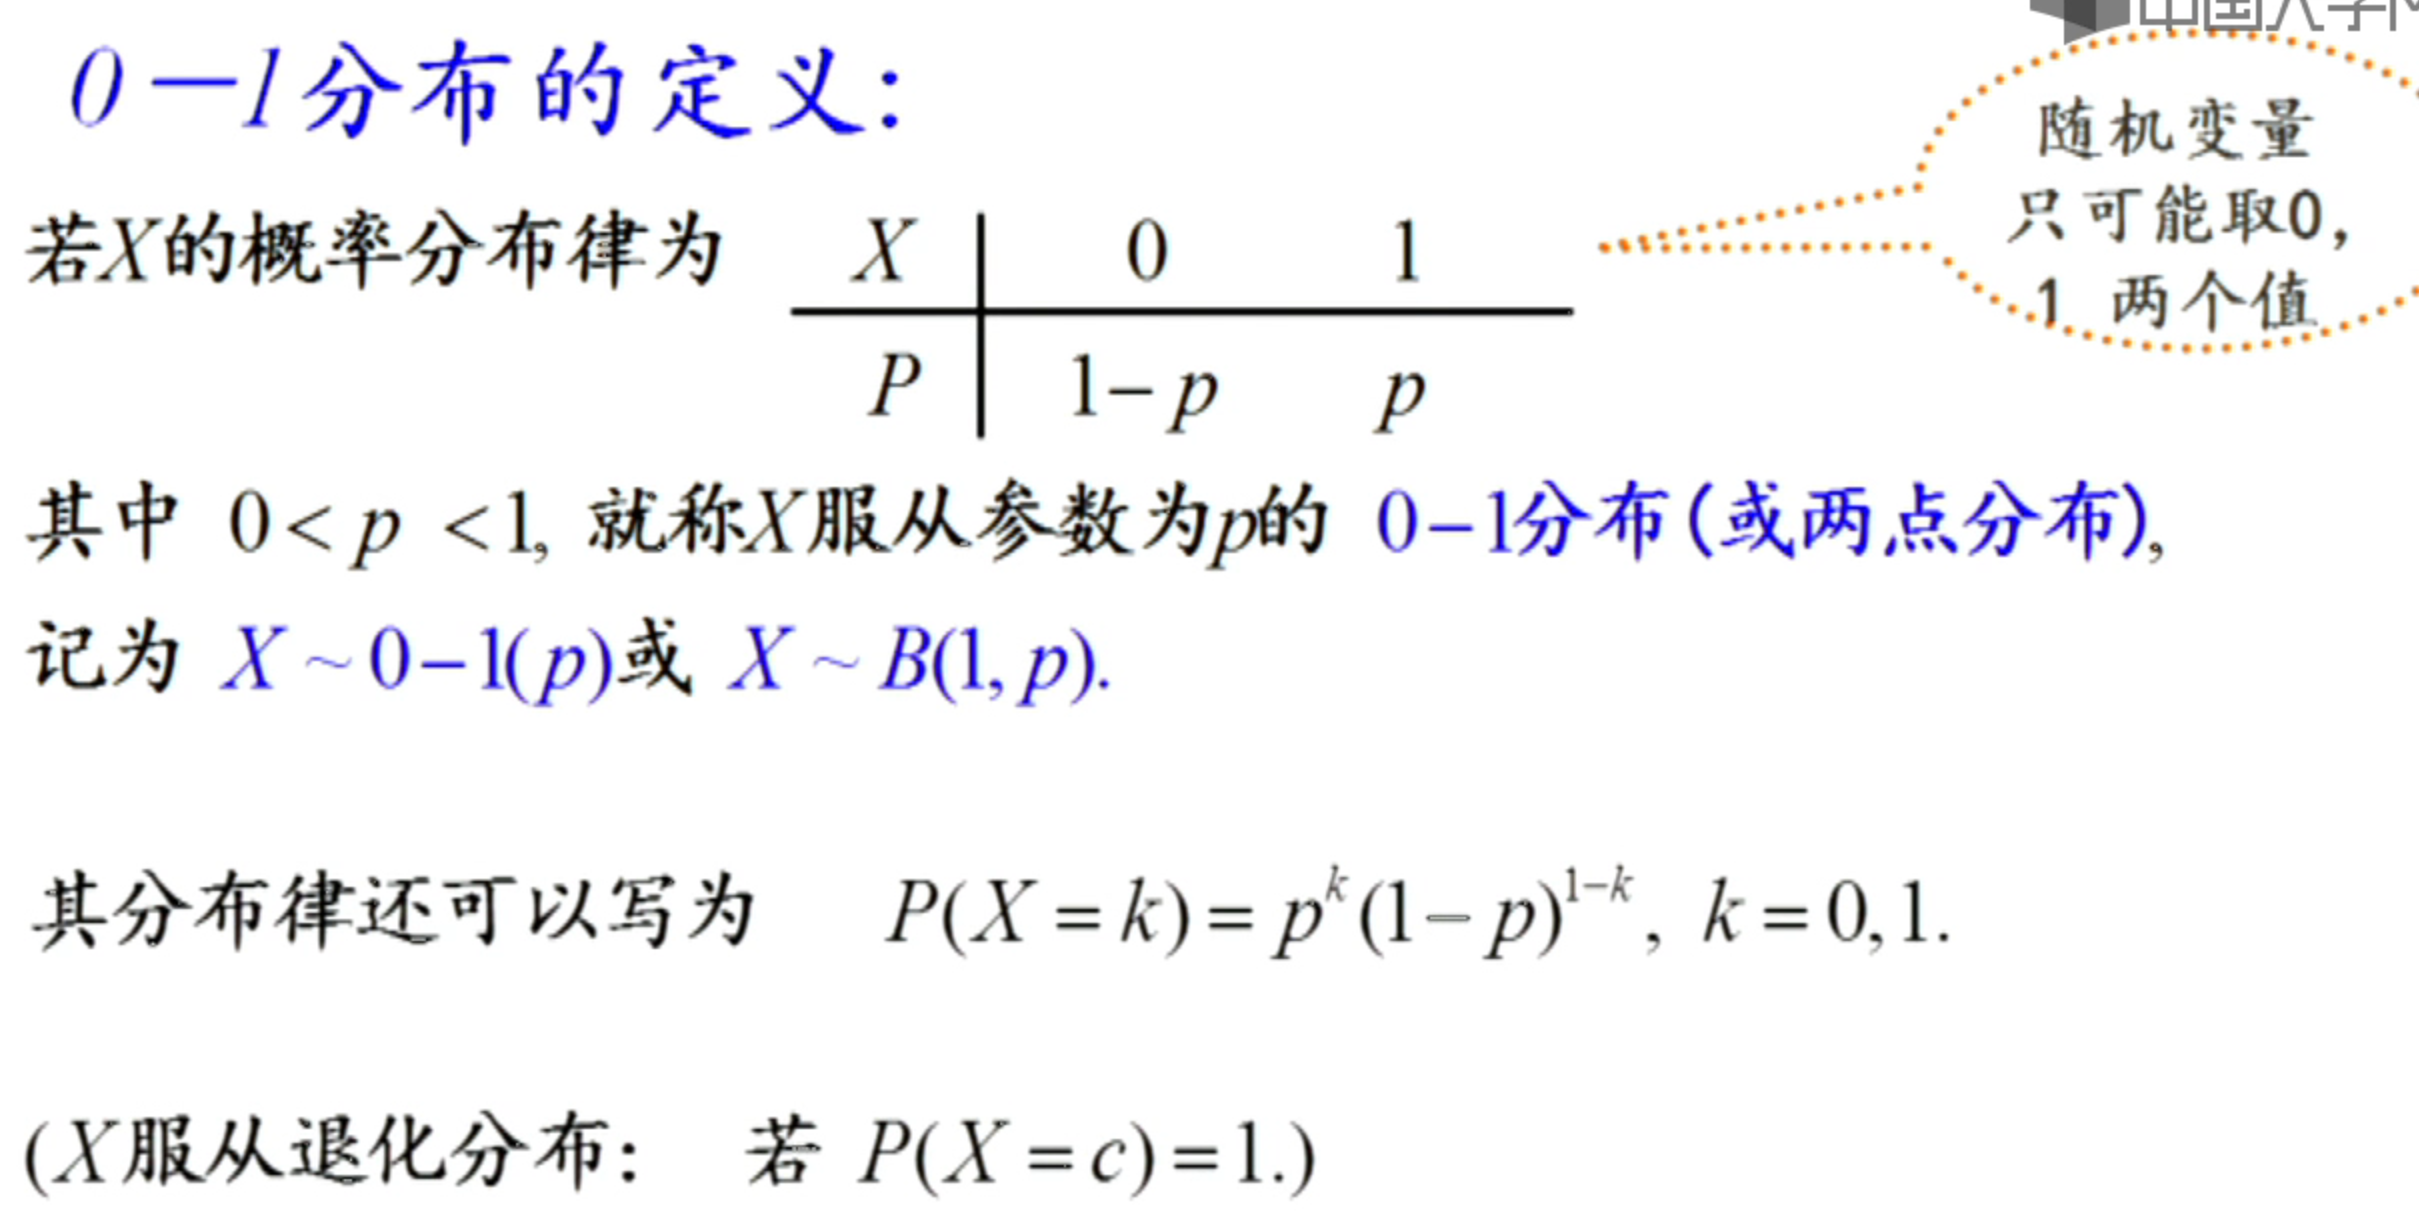 0－1分布的定义：
随机变量
只可能取0，
1 两个值
若X的概率分布律为
X 0 1
P 1−p p
其中 0<p <1, 就称X服从参数为p的 0−1分布(或两点分布),
记为 X ~ 0−1(p)或 X ~ B(1, p).
其分布律还可以写为 P(X = k) = p^k (1− p)^{1−k} , k = 0,1.
(X服从退化分布： 若 P(X = c) = 1.)